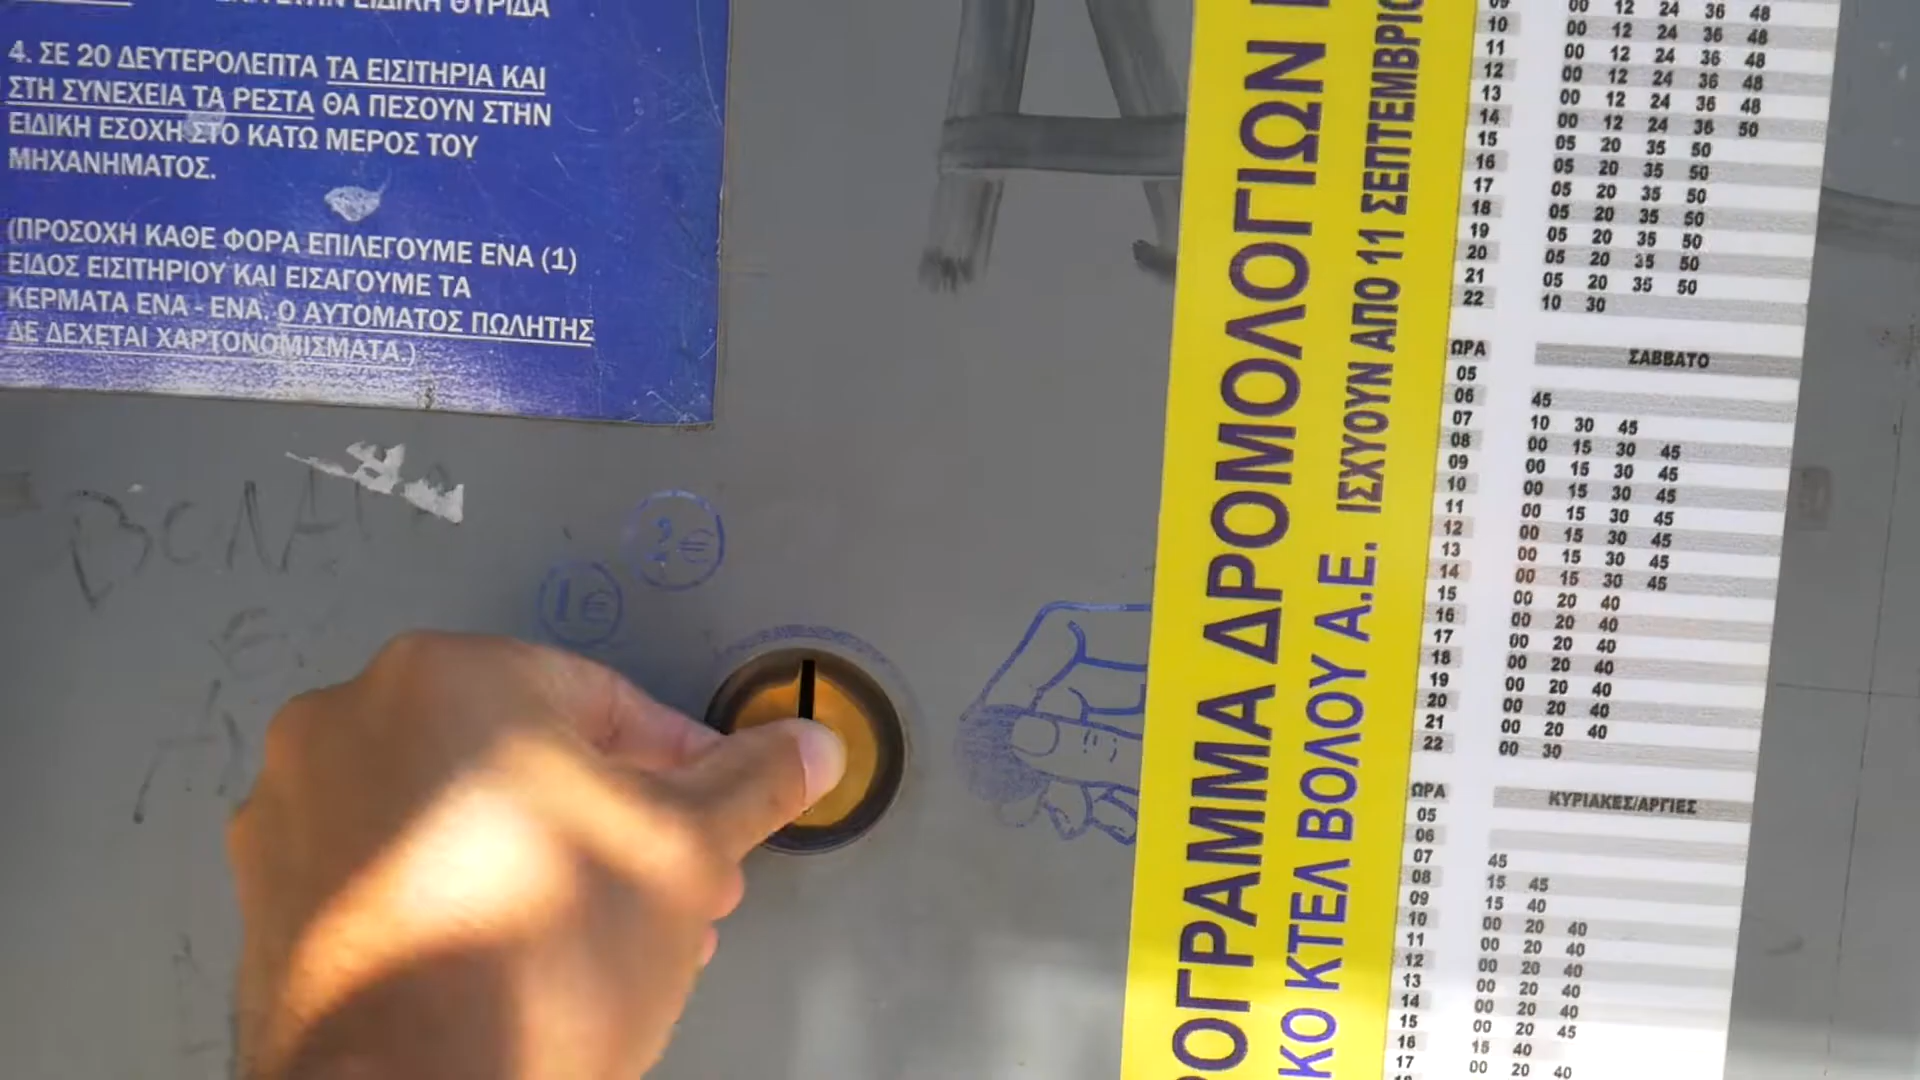 ΣΤΗΝ ΕΙΔΙΚΗ ΘΥΡΙΔΑ
4. ΣΕ 20 ΔΕΥΤΕΡΟΛΕΠΤΑ ΤΑ ΕΙΣΙΤΗΡΙΑ ΚΑΙ
ΣΤΗ ΣΥΝΕΧΕΙΑ ΤΑ ΡΕΣΤΑ ΘΑ ΠΕΣΟΥΝ ΣΤΗΝ
ΕΙΔΙΚΗ ΕΣΟΧΗ ΣΤΟ ΚΑΤΩ ΜΕΡΟΣ ΤΟΥ
ΜΗΧΑΝΗΜΑΤΟΣ.
(ΠΡΟΣΟΧΗ ΚΑΘΕ ΦΟΡΑ ΕΠΙΛΕΓΟΥΜΕ ΕΝΑ (1)
ΕΙΔΟΣ ΕΙΣΙΤΗΡΙΟΥ ΚΑΙ ΕΙΣΑΓΟΥΜΕ ΤΑ
ΚΕΡΜΑΤΑ ΕΝΑ - ΕΝΑ. Ο ΑΥΤΟΜΑΤΟΣ ΠΩΛΗΤΗΣ
ΔΕ ΔΕΧΕΤΑΙ ΧΑΡΤΟΝΟΜΙΣΜΑΤΑ.)
2€
1€
ΟΓΡΑΜΜΑ ΔΡΟΜΟΛΟΓΙΩΝ
ΚΟ ΚΤΕΛ ΒΟΛΟΥ Α.Ε. ΙΣΧΥΟΥΝ ΑΠΟ 11 ΣΕΠΤΕΜΒΡΙΟ
09 00 12 24 36 48
10 00 12 24 36 48
11 00 12 24 36 48
12 00 12 24 36 48
13 00 12 24 36 48
14 00 12 24 36 50
15 05 20 35 50
16 05 20 35 50
17 05 20 35 50
18 05 20 35 50
19 05 20 35 50
20 05 20 35 50
21 05 20 35 50
22 10 30
ΩΡΑ ΣΑΒΒΑΤΟ
05
06 45
07 10 30 45
08 00 15 30 45
09 00 15 30 45
10 00 15 30 45
11 00 15 30 45
12 00 15 30 45
13 00 15 30 45
14 00 15 30 45
15 00 20 40
16 00 20 40
17 00 20 40
18 00 20 40
19 00 20 40
20 00 20 40
21 00 20 40
22 00 30
ΩΡΑ ΚΥΡΙΑΚΕΣ/ΑΡΓΙΕΣ
05
06
07 45
08 15 45
09 15 40
10 00 20 40
11 00 20 40
12 00 20 40
13 00 20 40
14 00 20 40
15 00 20 45
16 15 40
17 00 20 40